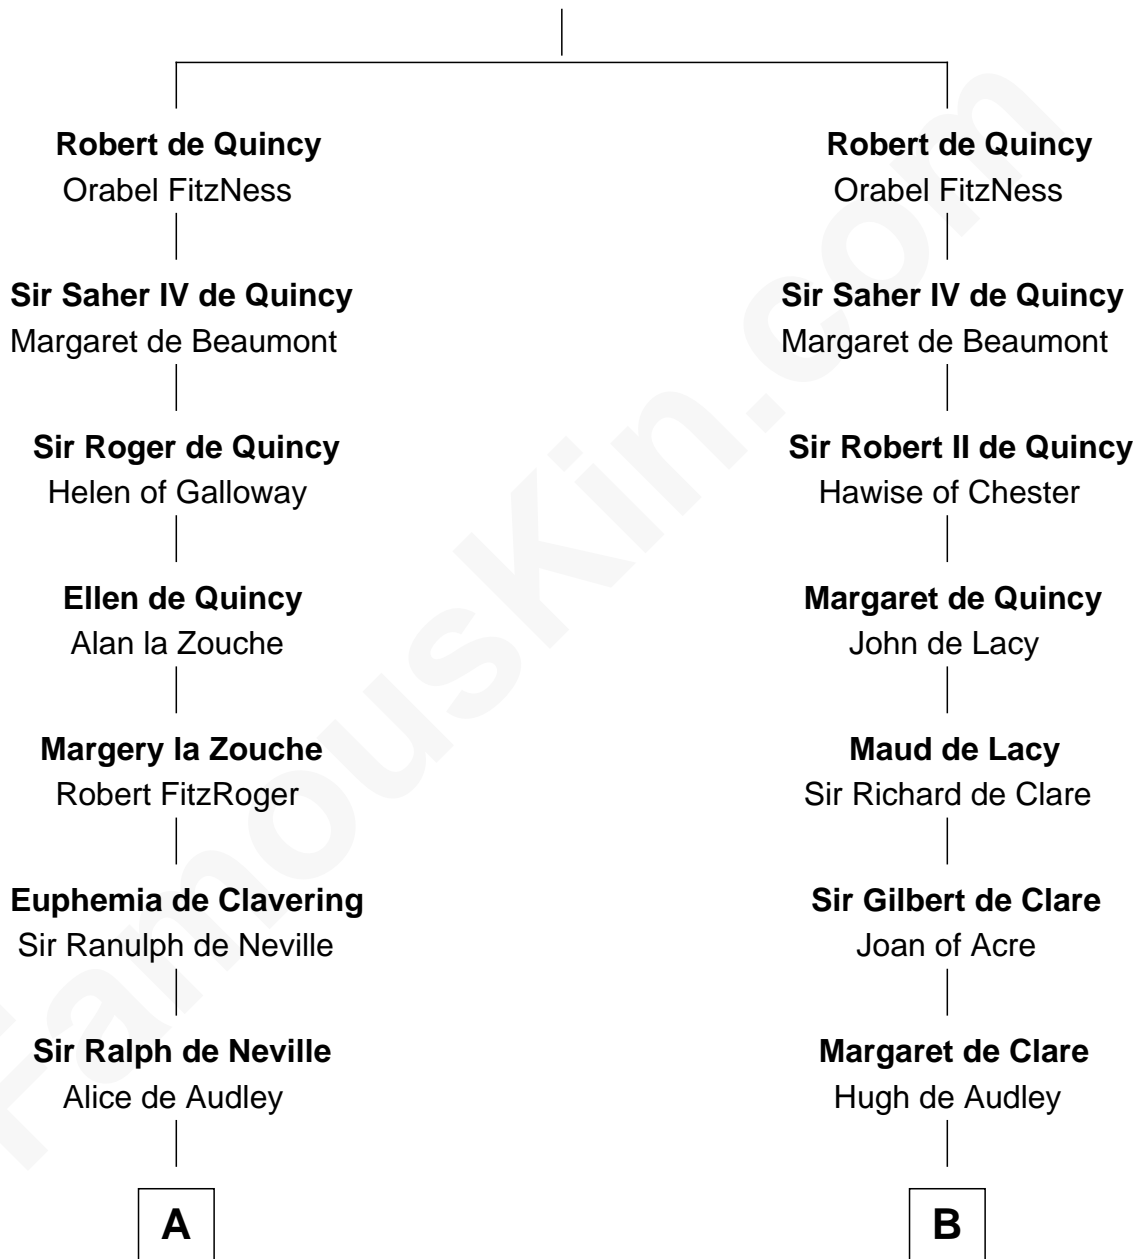 Robert de Quincy
Orabel FitzNess
Sir Saher IV de Quincy
Margaret de Beaumont
Sir Roger de Quincy
Helen of Galloway
Ellen de Quincy
Alan la Zouche
Margery la Zouche
Robert FitzRoger
Euphemia de Clavering
Sir Ranulph de Neville
Sir Ralph de Neville
Alice de Audley
A
Robert de Quincy
Orabel FitzNess
Sir Saher IV de Quincy
Margaret de Beaumont
Sir Robert II de Quincy
Hawise of Chester
Margaret de Quincy
John de Lacy
Maud de Lacy
Sir Richard de Clare
Sir Gilbert de Clare
Joan of Acre
Margaret de Clare
Hugh de Audley
B
FamousKin.com